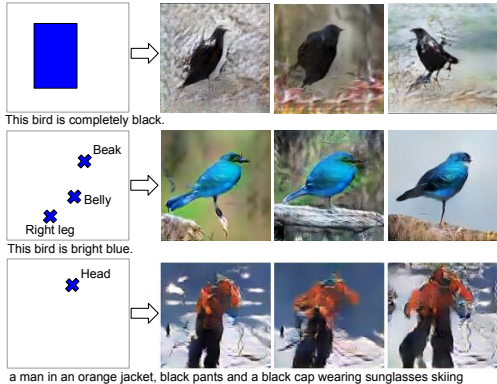 This bird is completely black.
Beak
Belly
Right leg
This bird is bright blue.
Head
a man in an orange jacket, black pants and a black cap wearing sunglasses skiing